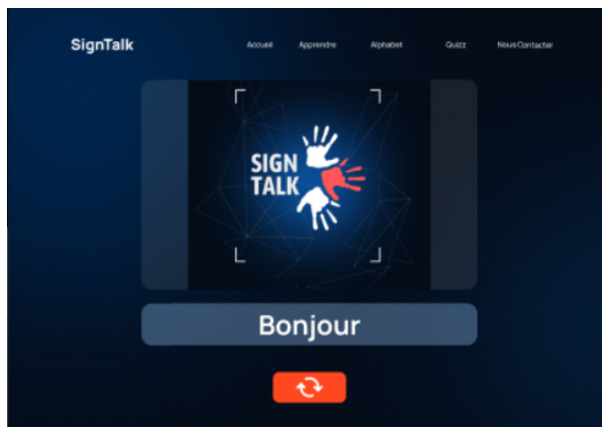 SignTalk
Accueil Apprendre Alphabet Quizz Nous Contacter
SIGN
TALK
Bonjour